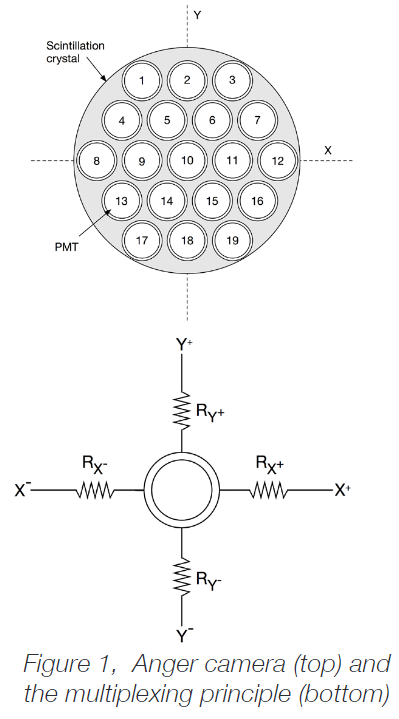 Y
Scintillation
crystal
1 2 3
4 5 6 7
X
8 9 10 11 12
13 14 15 16
PMT
17 18 19
Y+
RY+
RX-
RX+
X-
X+
RY-
Y-
Figure 1, Anger camera (top) and
the multiplexing principle (bottom)